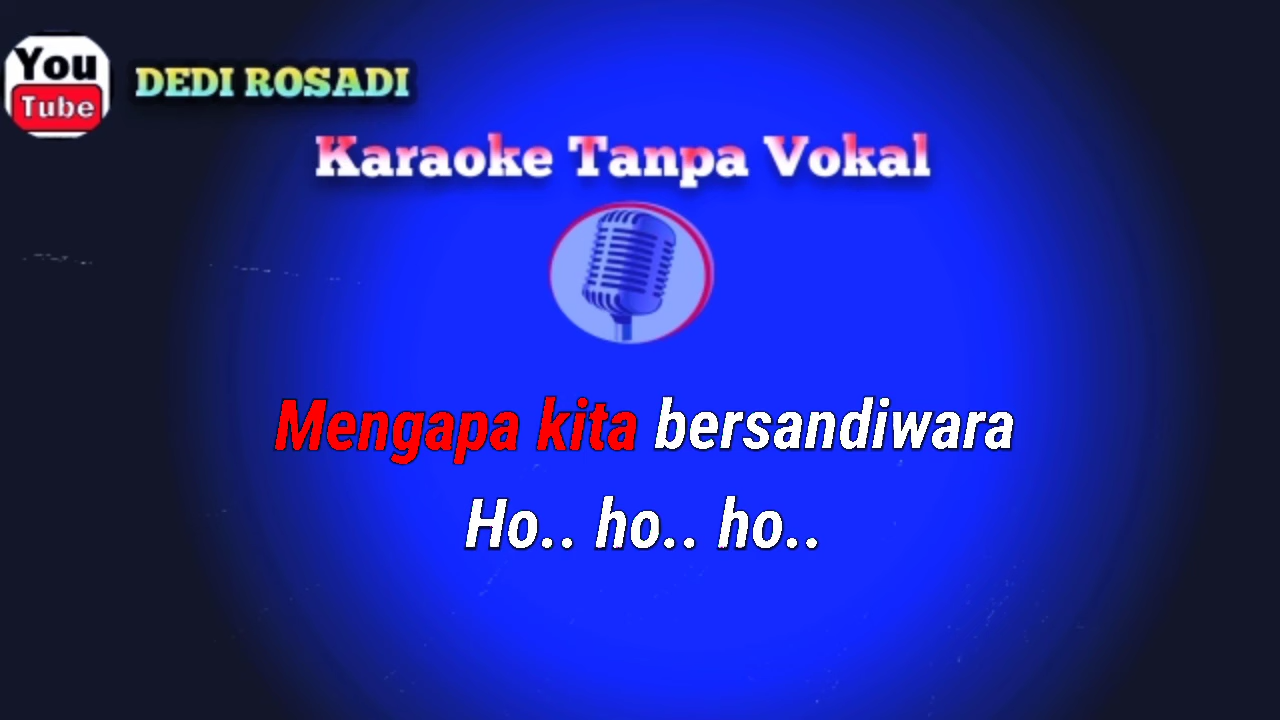 You
Tube
DEDI ROSADI
Karaoke Tanpa Vokal
Mengapa kita bersandiwara
Ho.. ho.. ho..